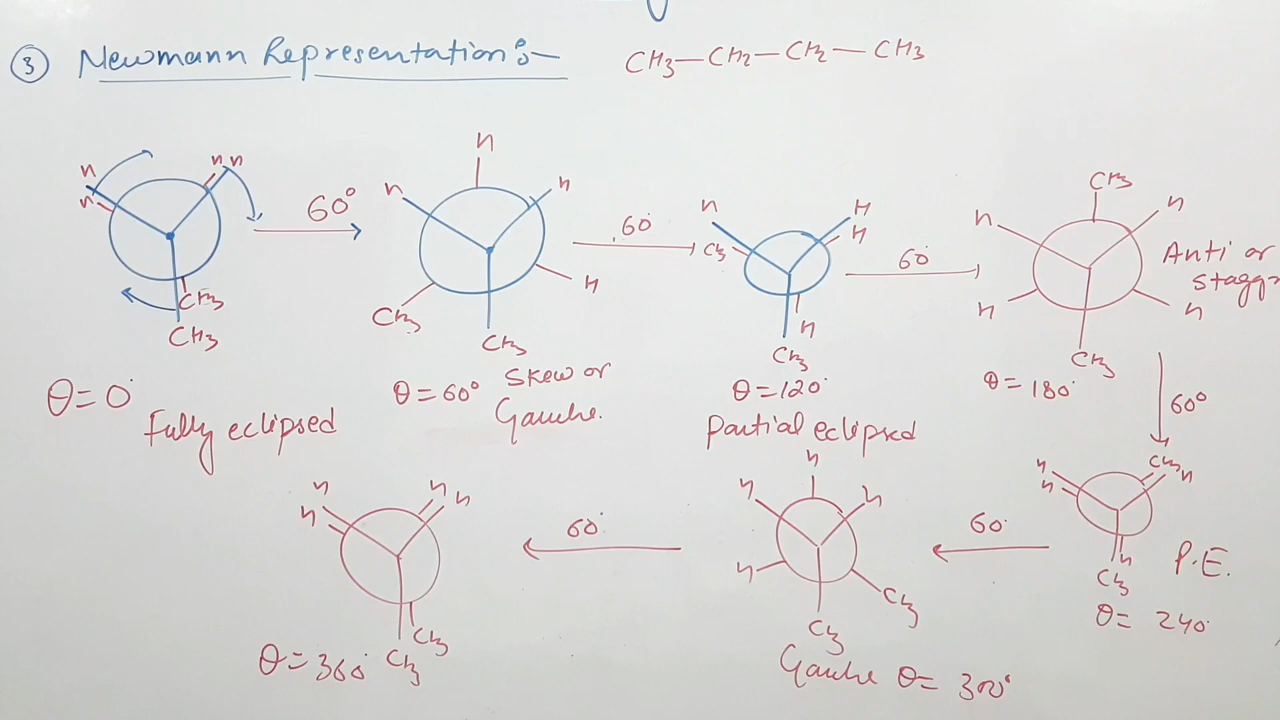 ③ Newmann Representation :-
CH3—CH2—CH2—CH3
H
H
H H
CH3
CH3
60°
H
H
H
H
CH3
CH3
60°
H
CH3
H
H
H
CH3
60°
CH3
H
H
H
H
CH3
Anti or
stagg
θ = 0°
Fully eclipsed
θ = 60° Skew or
Gauche.
θ = 120°
Partial eclipsed
θ = 180°
60°
H
H
CH3
H
H
CH3
P.E.
θ = 240°
60°
H
H
H
H
CH3
CH3
Gauche θ = 300°
60°
H
H
H
H
CH3
CH3
θ = 360°